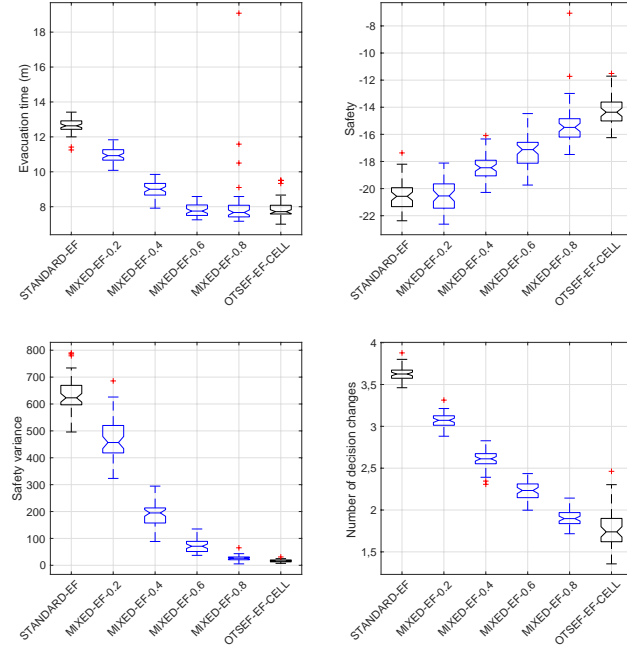 18
16
14
12
10
8
Evacuation time (m)
STANDARD-EF
MIXED-EF-0.2
MIXED-EF-0.4
MIXED-EF-0.6
MIXED-EF-0.8
OTSEF-EF-CELL
-8
-10
-12
-14
-16
-18
-20
-22
Safety
STANDARD-EF
MIXED-EF-0.2
MIXED-EF-0.4
MIXED-EF-0.6
MIXED-EF-0.8
OTSEF-EF-CELL
800
700
600
500
400
300
200
100
0
Safety variance
STANDARD-EF
MIXED-EF-0.2
MIXED-EF-0.4
MIXED-EF-0.6
MIXED-EF-0.8
OTSEF-EF-CELL
4
3,5
3
2,5
2
1,5
Number of decision changes
STANDARD-EF
MIXED-EF-0.2
MIXED-EF-0.4
MIXED-EF-0.6
MIXED-EF-0.8
OTSEF-EF-CELL